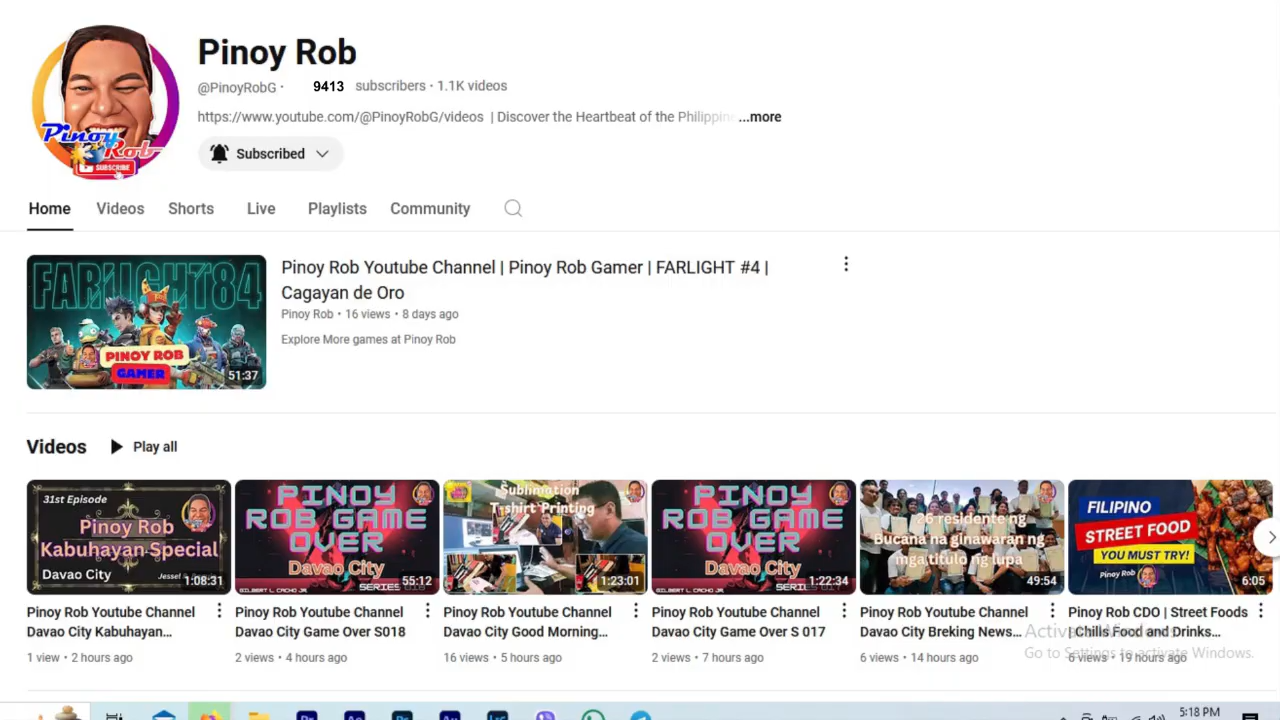 Pinoy Rob
@PinoyRobG · 9413 subscribers · 1.1K videos
https://www.youtube.com/@PinoyRobG/videos | Discover the Heartbeat of the Philippin ...more
Subscribed
Pinoy
Rob
SUBSCRIBE
Home Videos Shorts Live Playlists Community
FARLIGHT84
PINOY ROB
GAMER
51:37
Pinoy Rob Youtube Channel | Pinoy Rob Gamer | FARLIGHT #4 |
Cagayan de Oro
Pinoy Rob · 16 views · 8 days ago
Explore More games at Pinoy Rob
Videos Play all
31st Episode
Pinoy Rob
Kabuhayan Special
Davao City
1:08:31
PINOY
ROB GAME
OVER
Davao City
55:12
GILBERT L. CACHO JR
Sublimation
T-shirt Printing
1:23:01
PINOY
ROB GAME
OVER
Davao City
1:22:34
GILBERT L. CACHO JR
26 residente ng
Bucana na ginawaran ng
mga titulo ng lupa
49:54
FILIPINO
STREET FOOD
YOU MUST TRY!
Pinoy Rob
6:05
Pinoy Rob Youtube Channel
Davao City Kabuhayan...
1 view · 2 hours ago
Pinoy Rob Youtube Channel
Davao City Game Over S018
2 views · 4 hours ago
Pinoy Rob Youtube Channel
Davao City Good Morning...
16 views · 5 hours ago
Pinoy Rob Youtube Channel
Davao City Game Over S 017
2 views · 7 hours ago
Pinoy Rob Youtube Channel
Davao City Breking News...
6 views · 14 hours ago
Pinoy Rob CDO | Street Foods
| Chills Food and Drinks...
6 views · 19 hours ago
Activate Windows
Go to Settings to activate Windows.
5:18 PM